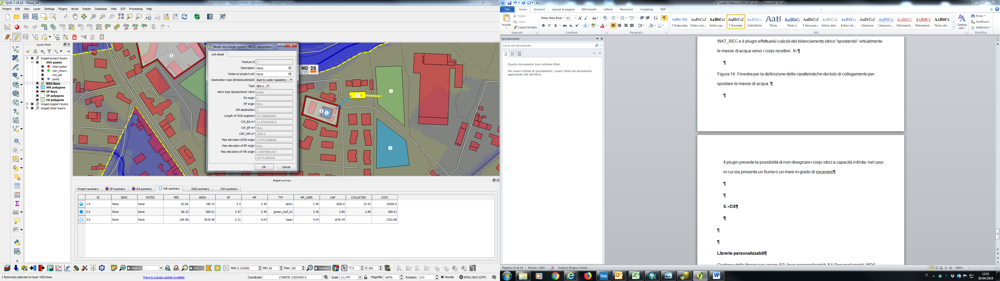 QGIS 2.18.13 - Prova_14
Project Edit View Layer Settings Plugins Vector Raster Database Web SCP Processing Help
Layers Panel
brigaid project layers
DSV points
interruption
non_return...
not_set
pump
WDS lines
WR polygons
EP lines
EP polygons
EA polygons
brigaid support layers
brigaid other layers
Water discharge system (WDS) parameters
unit detail
Feature id 2
Description None
Notes on project unit None
Destination type (limited/unlimited) lead to water repository
Type tipo x
Valve type (pump/check valve pump
EA origin 2
EP origin NULL
WR destination 1
Length of WDS segment 34.3386085991
CW_EA m³ 11.9718103815
CW_EP m³ NULL
CAP_WR m³ 1000.0
Max elevation of EA origin 3.47411608696
Max elevation of EP origin NULL
Max elevation of WR origin 3.48579001427
10171.693043
OK Cancel
WD DS
1
1
2
2
2
3
Brigaid summary
Project summary EP summary EA summary WR summary WDS summary DSV summary
ID DESC NOTES PER AREA SP MP TYP MP_USER CAP COLLECTED COST
1.0 None None 82.66 348.33 3.4 3.49 tank1 3.49 1000.0 33.52 10000.0
2.0 None None 68.32 289.01 3.47 3.49 green_roof_01 3.49 2.89 2.89 289.01
3.0 None None 256.98 3619.48 3.31 4.04 basin 4.04 1676.44 3352.88
RGB = - ROI Dist 0.010000 Min 60 Max 100 Preview T 0 S 200
1 feature(s) selected on layer WDS lines. There is a plugin update available Coordinate 1759878.7,5054457.5 Scale 1:1,747 Magnifier 100% Rotation 0.0 Render EPSG:3003 (OTF)
Il Toolkit Method BRIGAID.docx - Microsoft Word
File Home Inserisci Layout di pagina Riferimenti Lettere Revisione Visualizza PDF
Incolla
Taglia
Copia
Copia formato
Appunti
Times New Rom 12
G C S abc x₂ x² A
Carattere
Paragrafo
AaBbCcDd AaBbCcL AaBbCcI AaBbCcI AaBbCc. AaB AaBbC AaBbCcI AaBbCcL AaBbCcL AaBbCcL AaBbCc AaBbCc AaBbCc AaBbCc AaBbCc
¶ Didascalia Enfasi (cor... Enfasi (gr... ¶ Normale Sottotitolo Titolo Titolo 1 ¶ Nessuna... Enfasi deli... Enfasi int... Citazione Citazione ... Riferiment... Riferiment... Titolo del ...
Stili
Cambia stili
Trova
Sostituisci
Seleziona
Modifica
Spostamento
Cerca nel documento
Questo documento non contiene titoli.
Per creare schede di spostamento, creare i titoli nel documento
applicando stili del titolo.
WAT_REC e il plugin effettuerà i calcoli del bilanciamento idrico “spostando” virtualmente
le masse di acqua verso i corpi recettori. In ¶
¶
Figura 14: Finestra per la definizione delle caratteristiche dei tubi di collegamento per
spostare le masse di acqua. ¶
¶
Il plugin prevede la possibilità di non disegnare i corpi idrici a capacità infinita: nel caso
in cui sia presente un fiume o un mare in grado di roicevere¶
¶
¶
5.→DS¶
¶
¶
¶
Librerie personalizzabili¶
Gestione delle librerie per creare EP_lines personalizzabili, EA Personalizzabili, WDS
Pagina: 13 di 14 Parole: 1,897 Inglese (Regno Unito) 100%
box
IT
13:51
30/04/2019